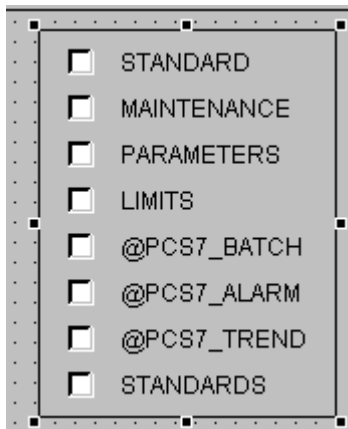 STANDARD
MAINTENANCE
PARAMETERS
LIMITS
@PCS7_BATCH
@PCS7_ALARM
@PCS7_TREND
STANDARDS